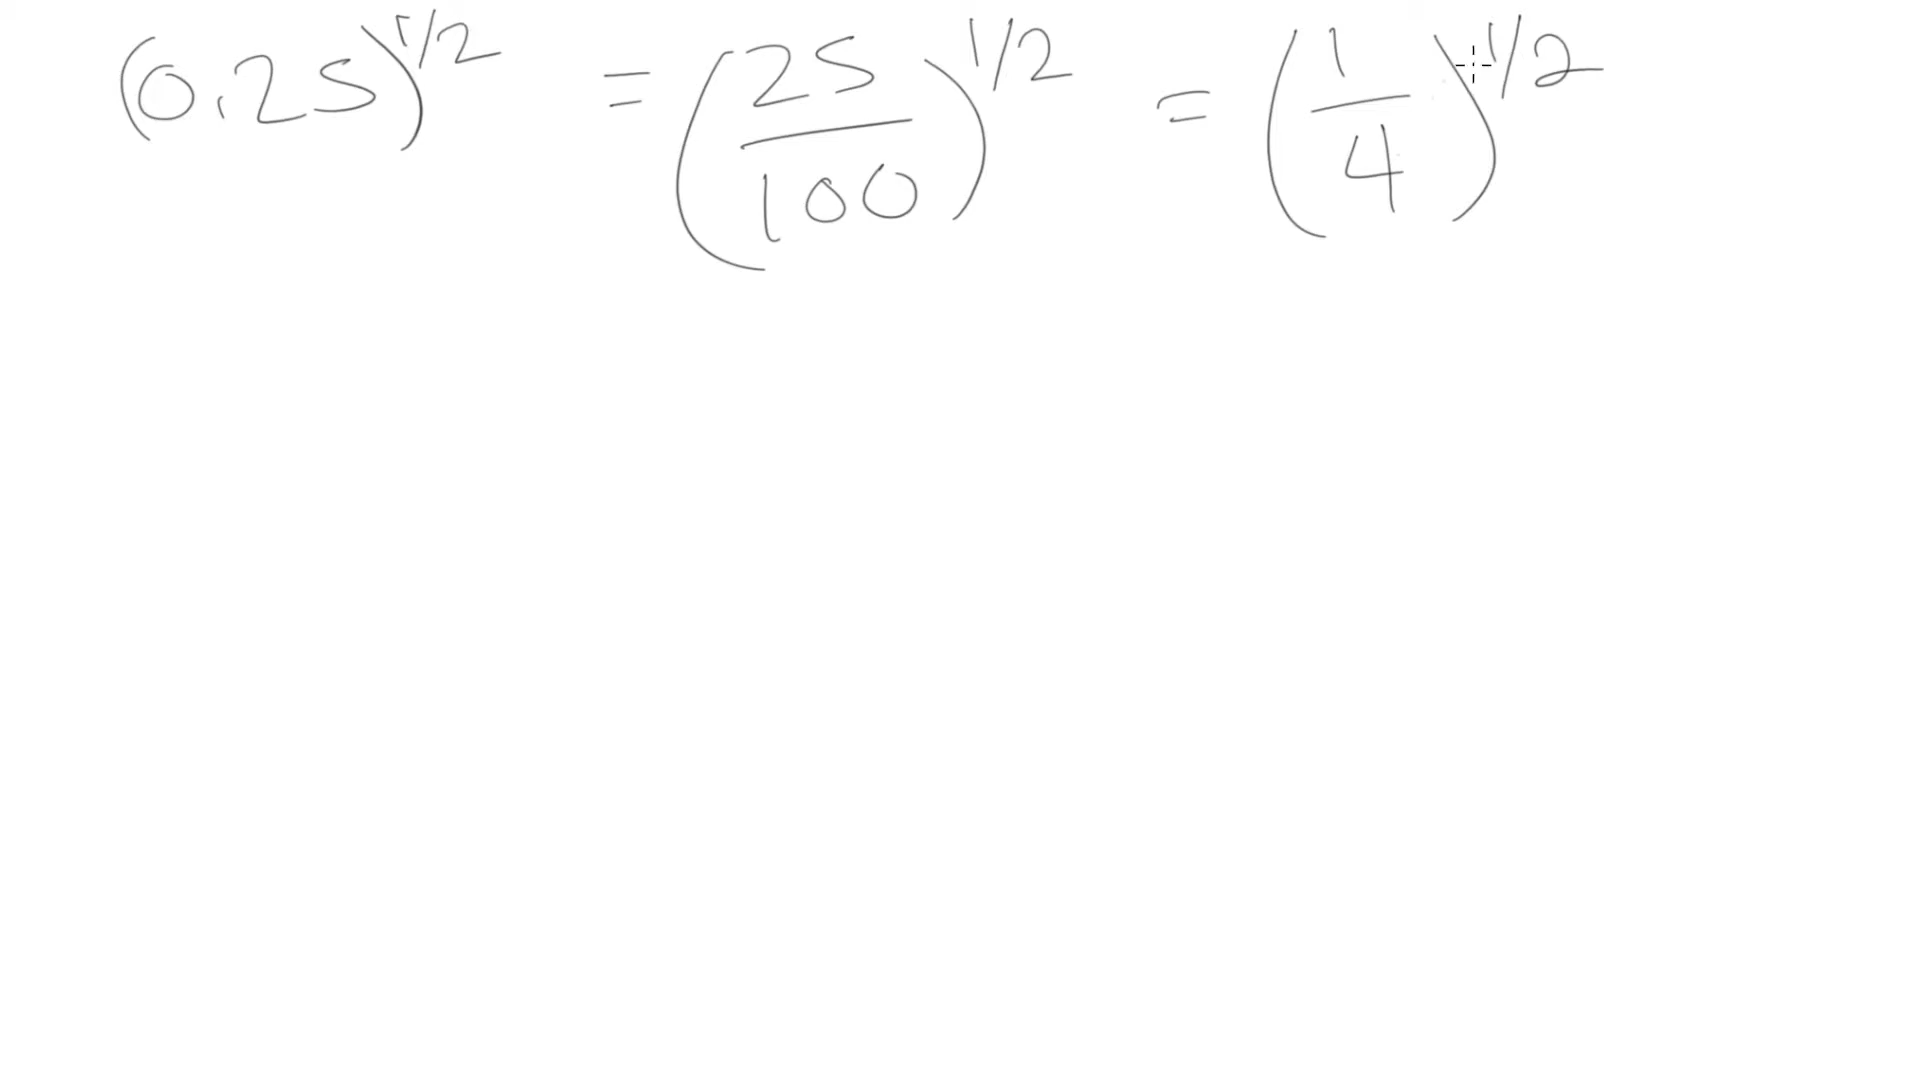 (0.25)^{1/2} = (25/100)^{1/2} = (1/4)^{1/2}